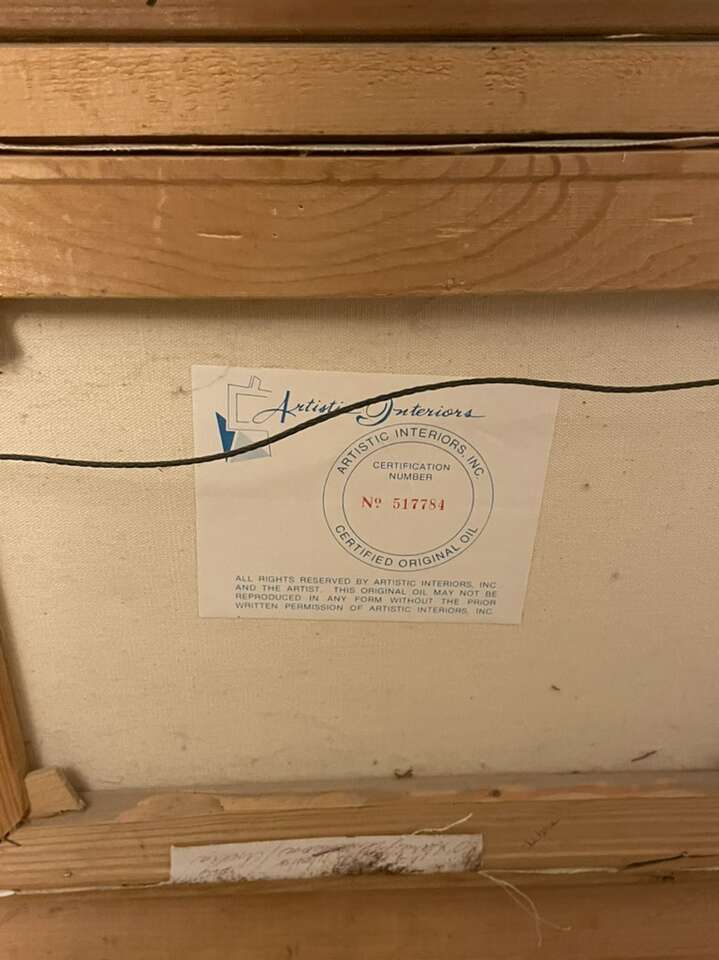 Artistic Interiors
ARTISTIC INTERIORS, INC.
CERTIFICATION
NUMBER
Nº 517784
CERTIFIED ORIGINAL OIL
ALL RIGHTS RESERVED BY ARTISTIC INTERIORS, INC
AND THE ARTIST. THIS ORIGINAL OIL MAY NOT BE
REPRODUCED IN ANY FORM WITHOUT THE PRIOR
WRITTEN PERMISSION OF ARTISTIC INTERIORS, INC.